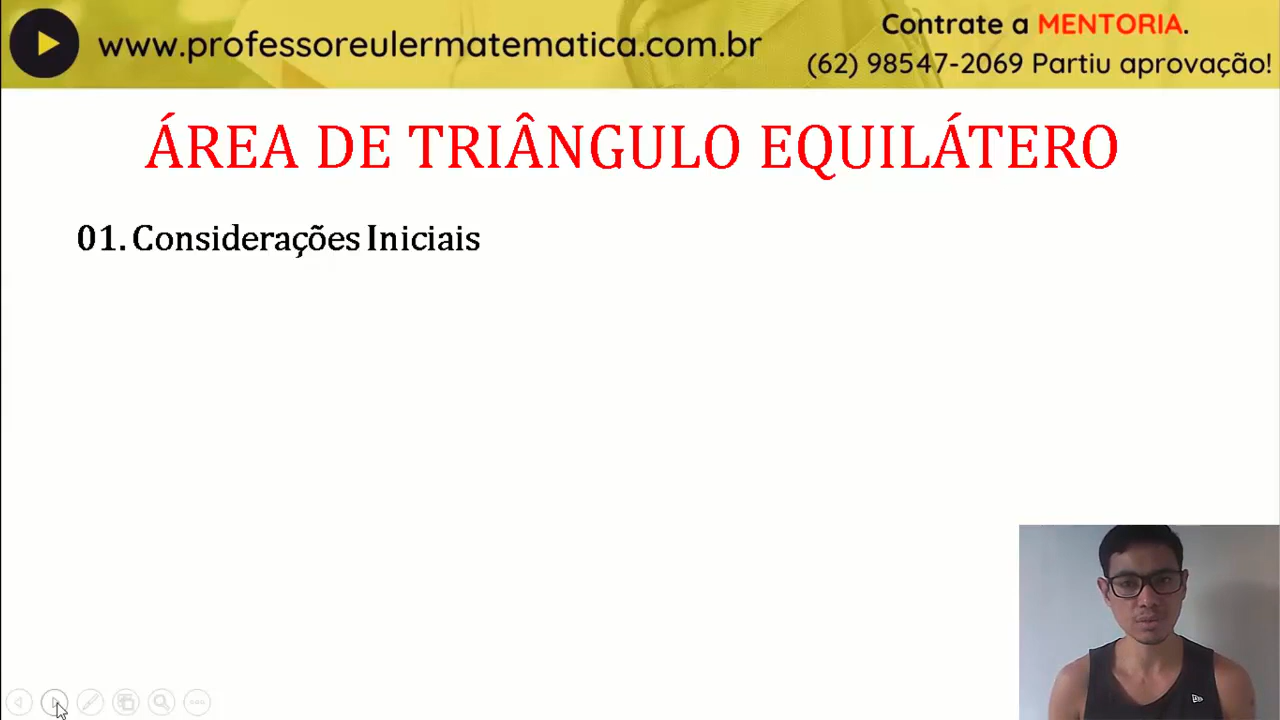 www.professoreulermatematica.com.br
Contrate a MENTORIA.
(62) 98547-2069 Partiu aprovação!
ÁREA DE TRIÂNGULO EQUILÁTERO
01. Considerações Iniciais